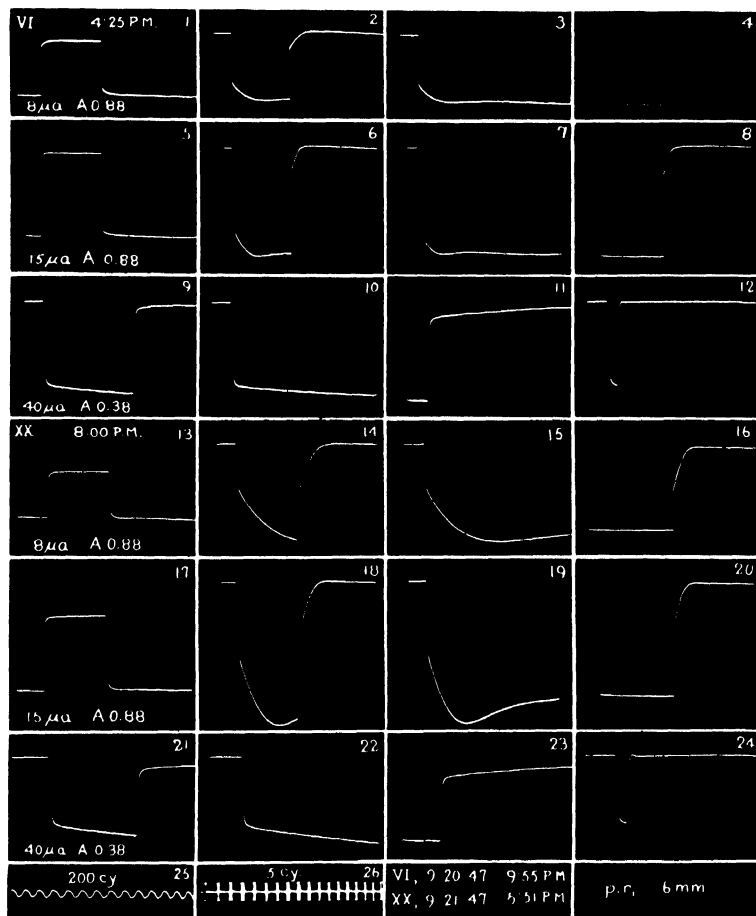 VI 4:25 P.M. 1 2 3 4
8µa A 0.88
5 6 7 8
15µa A 0.88
9 10 11 12
40µa A 0.38
XX 8:00 P.M. 13 14 15 16
8µa A 0.88
17 18 19 20
15µa A 0.88
21 22 23 24
40µa A 0.38
200 cy 25 5 cy 26
VI, 9 20 47 9:55 P.M
XX, 9 21 47 5:51 P.M
p.r, 6 mm